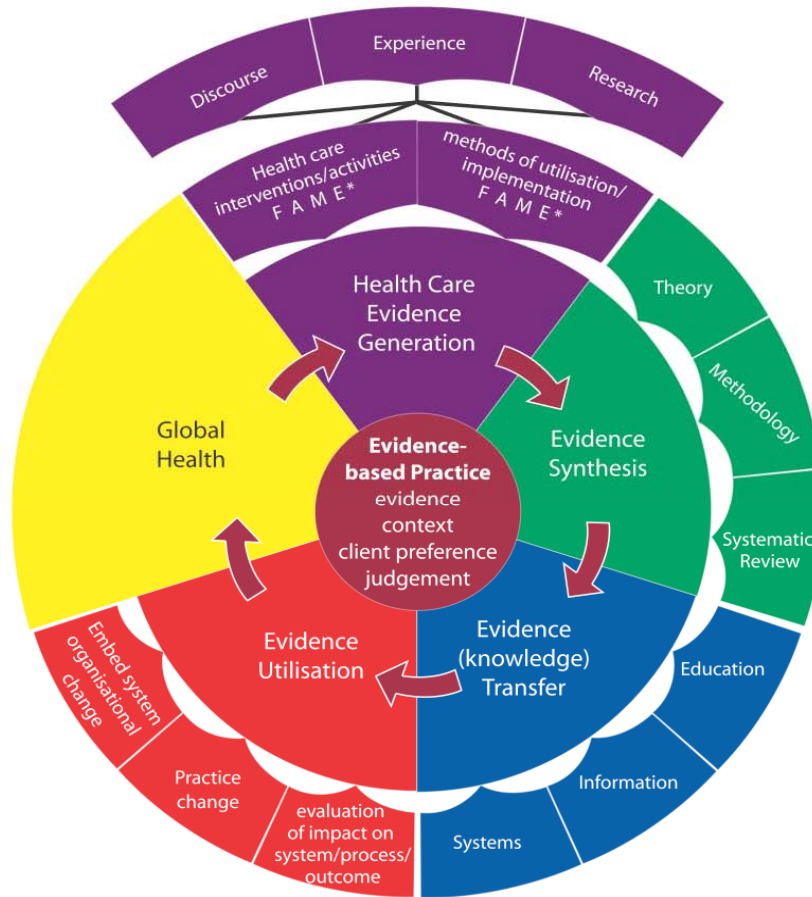 Discourse
Experience
Research
Health care
interventions/activities
F A M E*
methods of utilisation/
implementation
F A M E*
Health Care
Evidence
Generation
Theory
Methodology
Systematic
Review
Evidence
Synthesis
Global
Health
Evidence-
based Practice
evidence
context
client preference
judgement
Evidence
(knowledge)
Transfer
Education
Information
Systems
Evidence
Utilisation
evaluation
of impact on
system/process/
outcome
Practice
change
Embed system
organisational
change